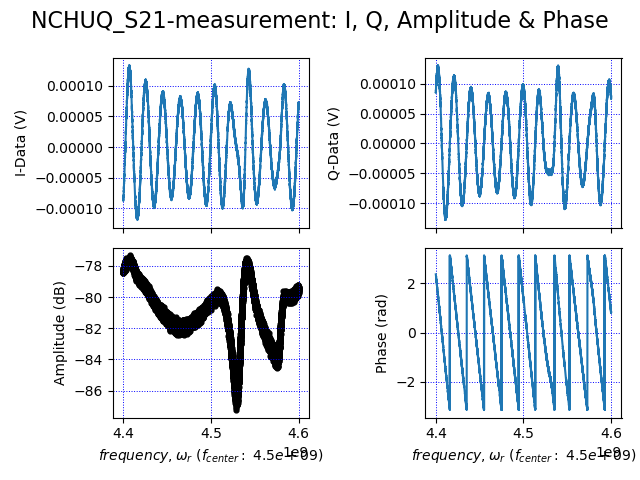 NCHUQ_S21-measurement: I, Q, Amplitude & Phase
I-Data (V)
0.00010
0.00005
0.00000
−0.00005
−0.00010
Q-Data (V)
0.00010
0.00005
0.00000
−0.00005
−0.00010
Amplitude (dB)
−78
−80
−82
−84
−86
4.4 4.5 4.6
1e9
frequency, ωr (fcenter : 4.5e+09)
Phase (rad)
2
0
−2
4.4 4.5 4.6
1e9
frequency, ωr (fcenter : 4.5e+09)